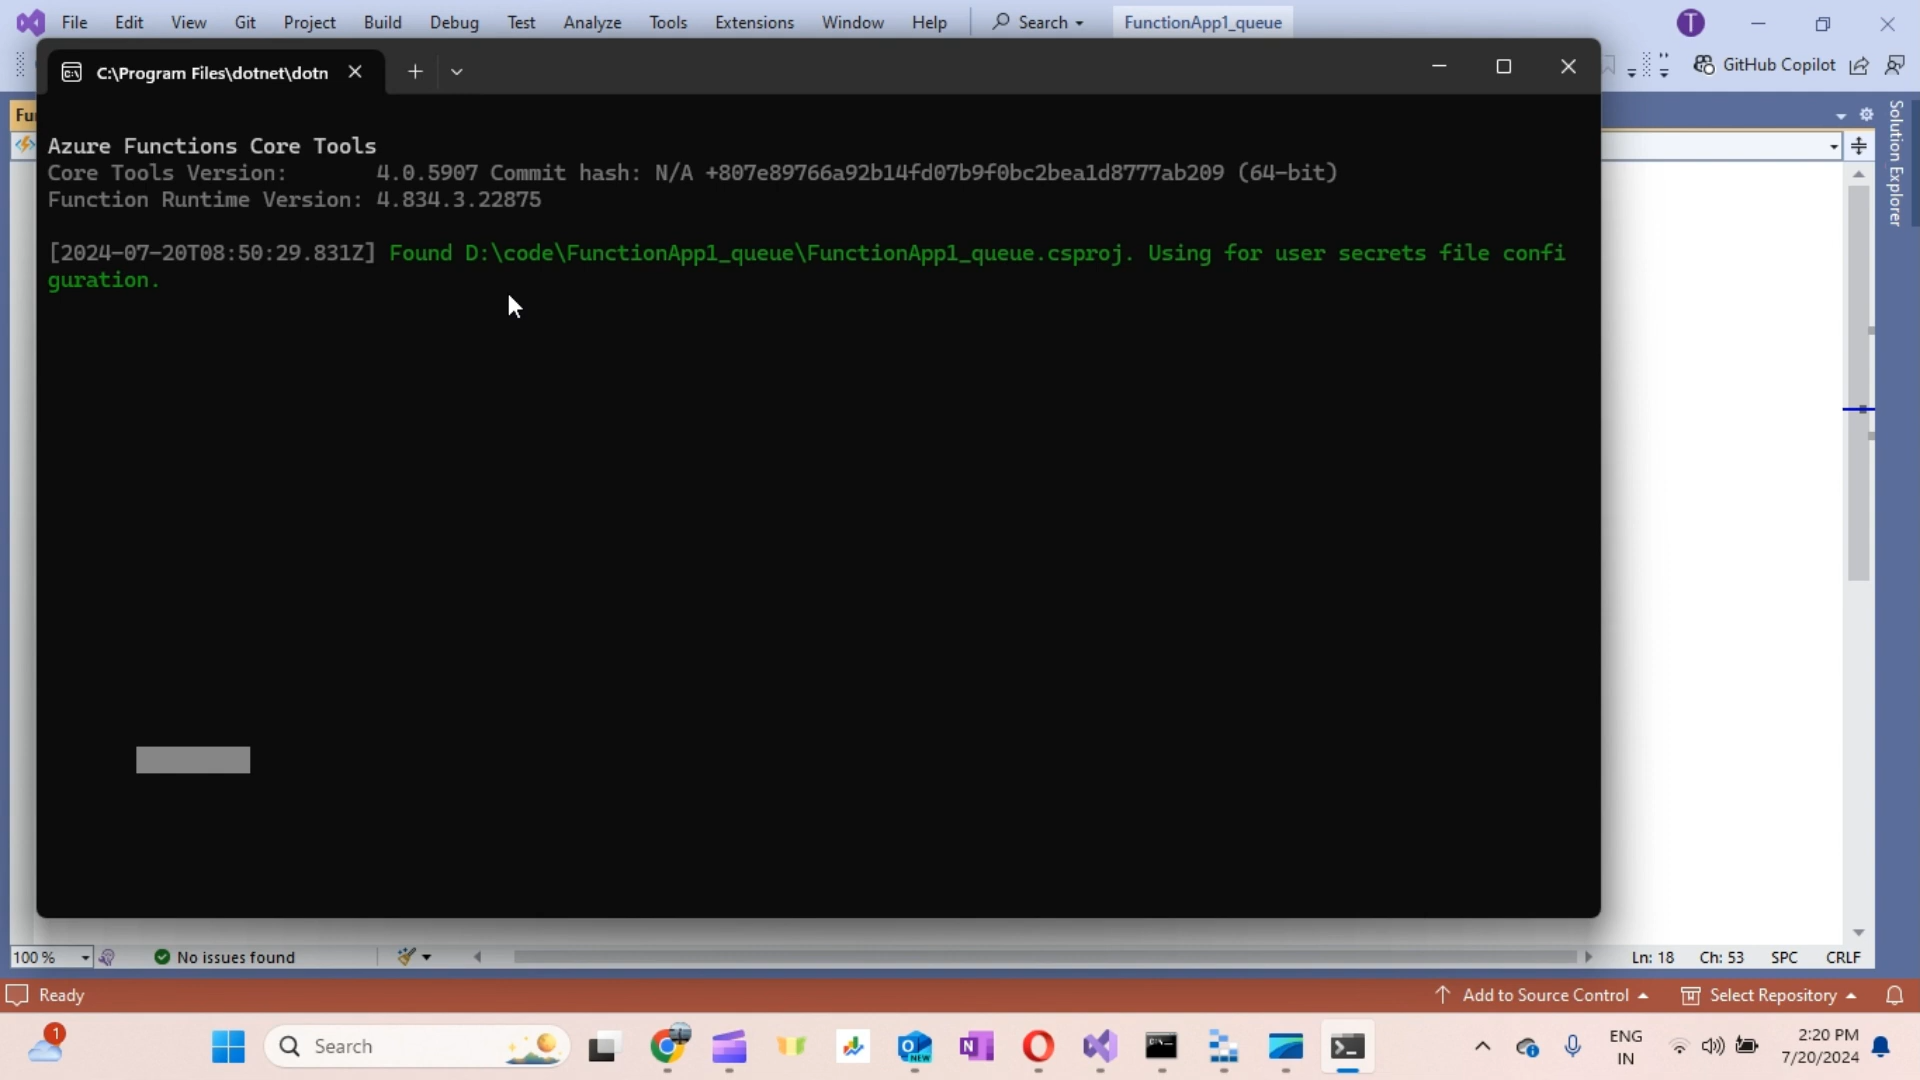 File Edit View Git Project Build Debug Test Analyze Tools Extensions Window Help Search FunctionApp1_queue T
C:\Program Files\dotnet\dotn
GitHub Copilot
Fu
Azure Functions Core Tools
Core Tools Version: 4.0.5907 Commit hash: N/A +807e89766a92b14fd07b9f0bc2bea1d8777ab209 (64-bit)
Function Runtime Version: 4.834.3.22875
[2024-07-20T08:50:29.831Z] Found D:\code\FunctionApp1_queue\FunctionApp1_queue.csproj. Using for user secrets file confi
guration.
Solution Explorer
100 % No issues found Ln: 18 Ch: 53 SPC CRLF
Ready Add to Source Control Select Repository
1 Search NEW ENG 2:20 PM
IN 7/20/2024